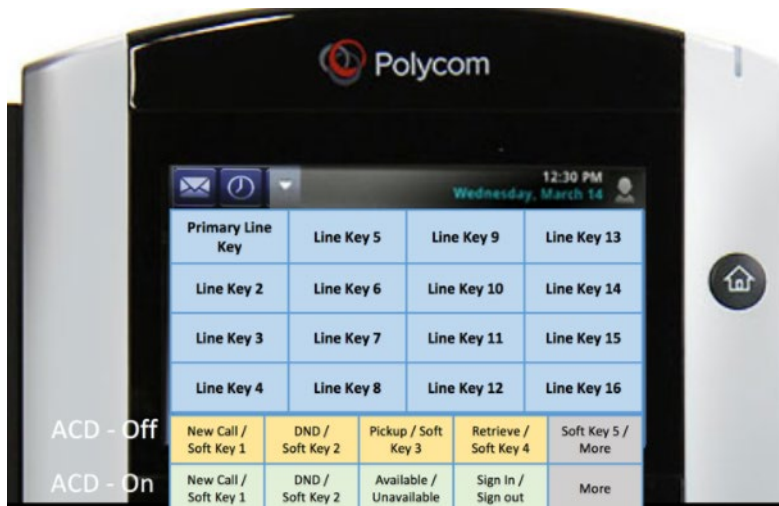 Polycom
12:30 PM
Wednesday, March 14
Primary Line
Key
Line Key 5
Line Key 9
Line Key 13
Line Key 2
Line Key 6
Line Key 10
Line Key 14
Line Key 3
Line Key 7
Line Key 11
Line Key 15
Line Key 4
Line Key 8
Line Key 12
Line Key 16
ACD - Off
New Call /
Soft Key 1
DND /
Soft Key 2
Pickup / Soft
Key 3
Retrieve /
Soft Key 4
Soft Key 5 /
More
ACD - On
New Call /
Soft Key 1
DND /
Soft Key 2
Available /
Unavailable
Sign In /
Sign out
More